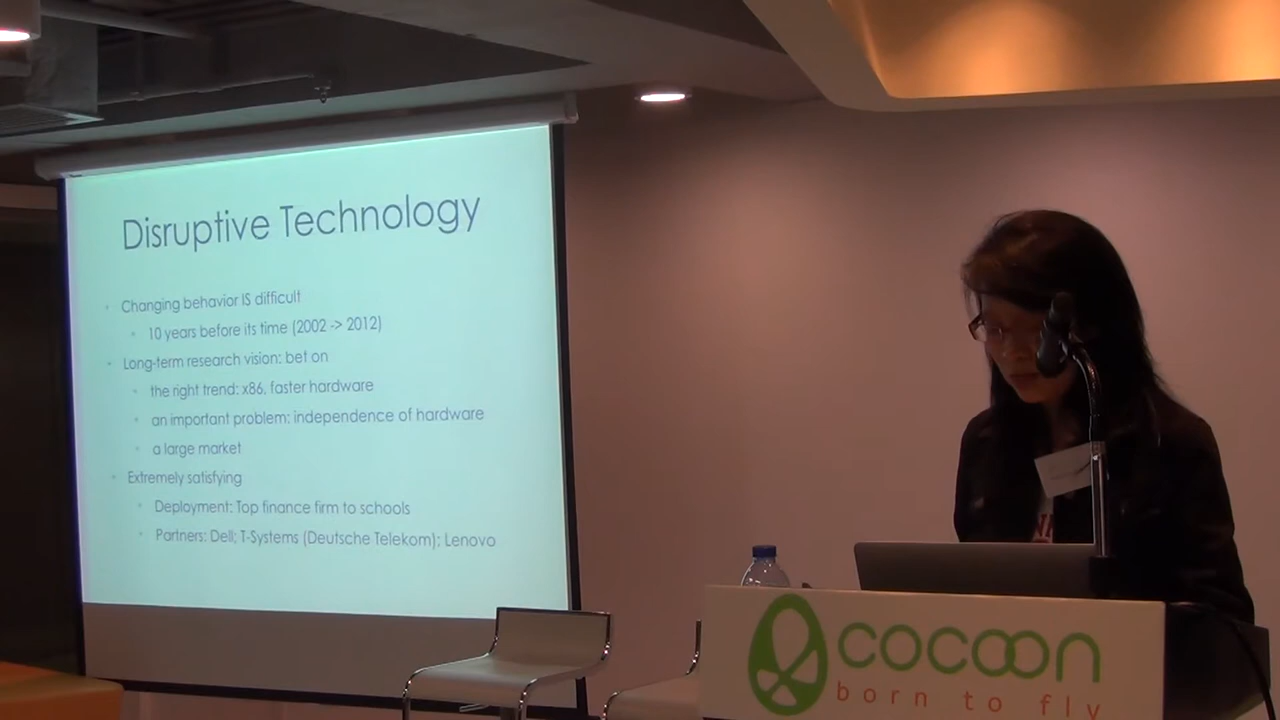 Disruptive Technology
Changing behavior IS difficult
10 years before its time (2002 -> 2012)
Long-term research vision: bet on
the right trend: x86, faster hardware
an important problem: independence of hardware
a large market
Extremely satisfying
Deployment: Top finance firm to schools
Partners: Dell; T-Systems (Deutsche Telekom); Lenovo
cocoon
born to fly